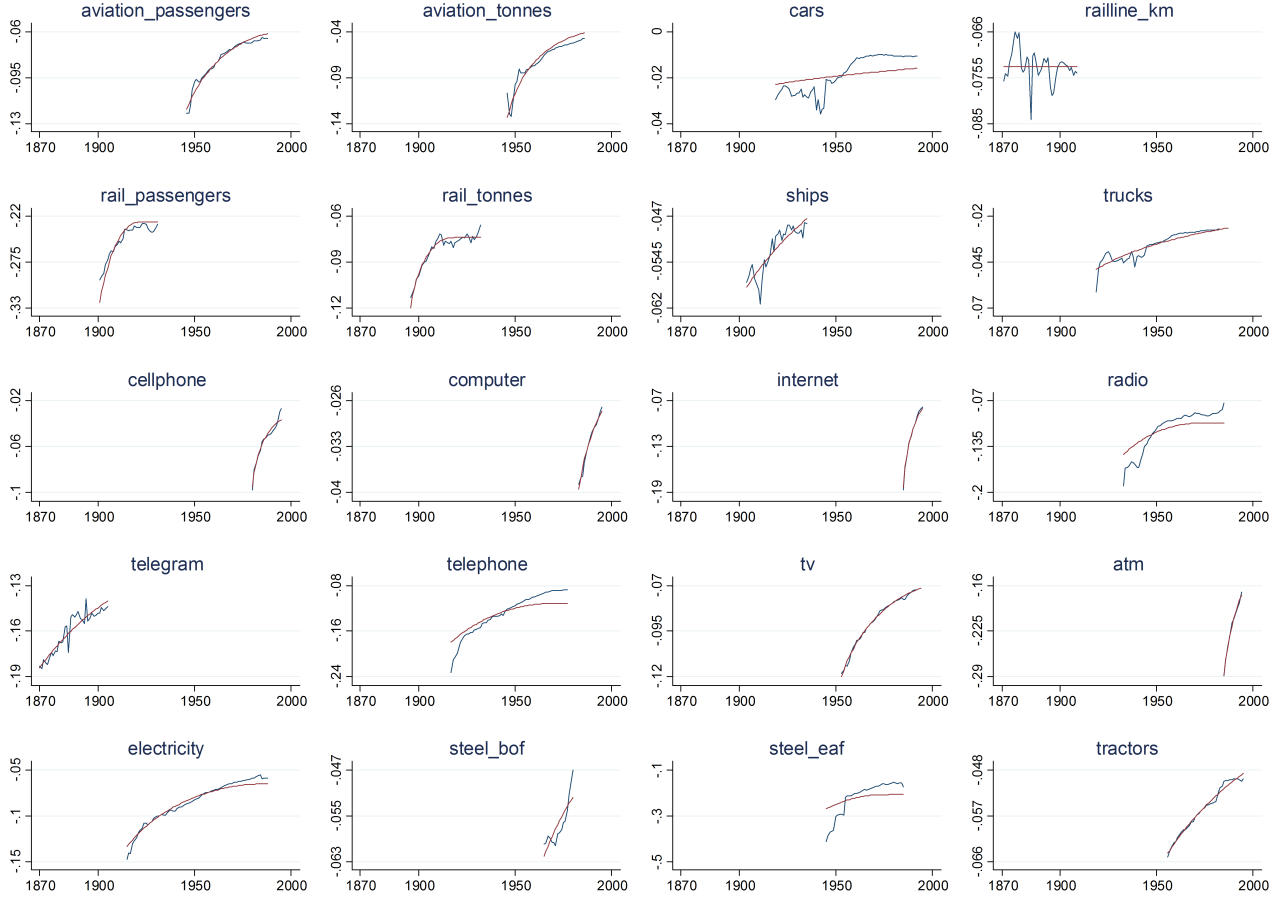 aviation_passengers
-.06
-.095
-.13
1870 1900 1950 2000
aviation_tonnes
-.04
-.09
-.14
1870 1900 1950 2000
cars
0
-.02
-.04
1870 1900 1950 2000
railline_km
-.066
-.0755
-.085
1870 1900 1950 2000
rail_passengers
-.22
-.275
-.33
1870 1900 1950 2000
rail_tonnes
-.06
-.09
-.12
1870 1900 1950 2000
ships
-.047
-.0545
-.062
1870 1900 1950 2000
trucks
-.02
-.045
-.07
1870 1900 1950 2000
cellphone
-.02
-.06
-.1
1870 1900 1950 2000
computer
-.026
-.033
-.04
1870 1900 1950 2000
internet
-.07
-.13
-.19
1870 1900 1950 2000
radio
-.07
-.135
-.2
1870 1900 1950 2000
telegram
-.13
-.16
-.19
1870 1900 1950 2000
telephone
-.08
-.16
-.24
1870 1900 1950 2000
tv
-.07
-.095
-.12
1870 1900 1950 2000
atm
-.16
-.225
-.29
1870 1900 1950 2000
electricity
-.05
-.1
-.15
1870 1900 1950 2000
steel_bof
-.047
-.055
-.063
1870 1900 1950 2000
steel_eaf
-.1
-.3
-.5
1870 1900 1950 2000
tractors
-.048
-.057
-.066
1870 1900 1950 2000